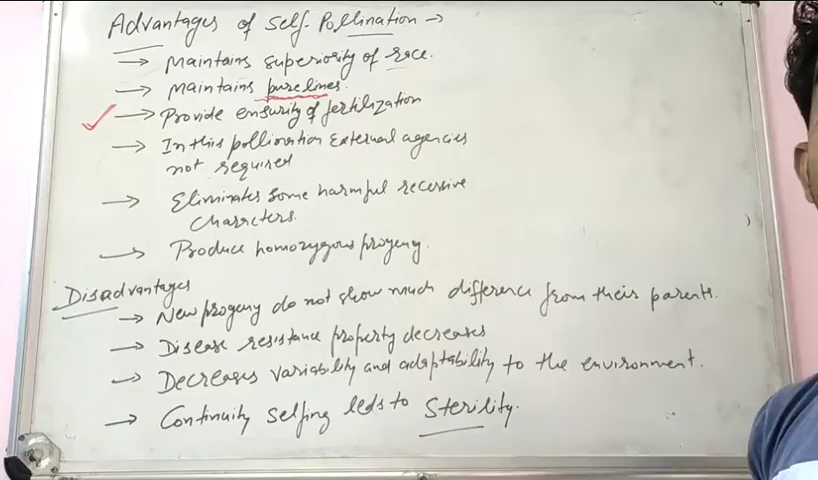 Advantages of Self-Pollination →
→ Maintains superiority of race.
→ Maintains purelines.
✓ → Provide ensurity of fertilization
→ In this pollination external agencies
not required
→ Eliminates some harmful recessive
characters.
→ Produce homozygous progeny.
Disadvantages
→ New progeny do not show much difference from their parents.
→ Disease resistance property decreases
→ Decreases variability and adaptability to the environment.
→ Continuity selfing leds to Sterility.